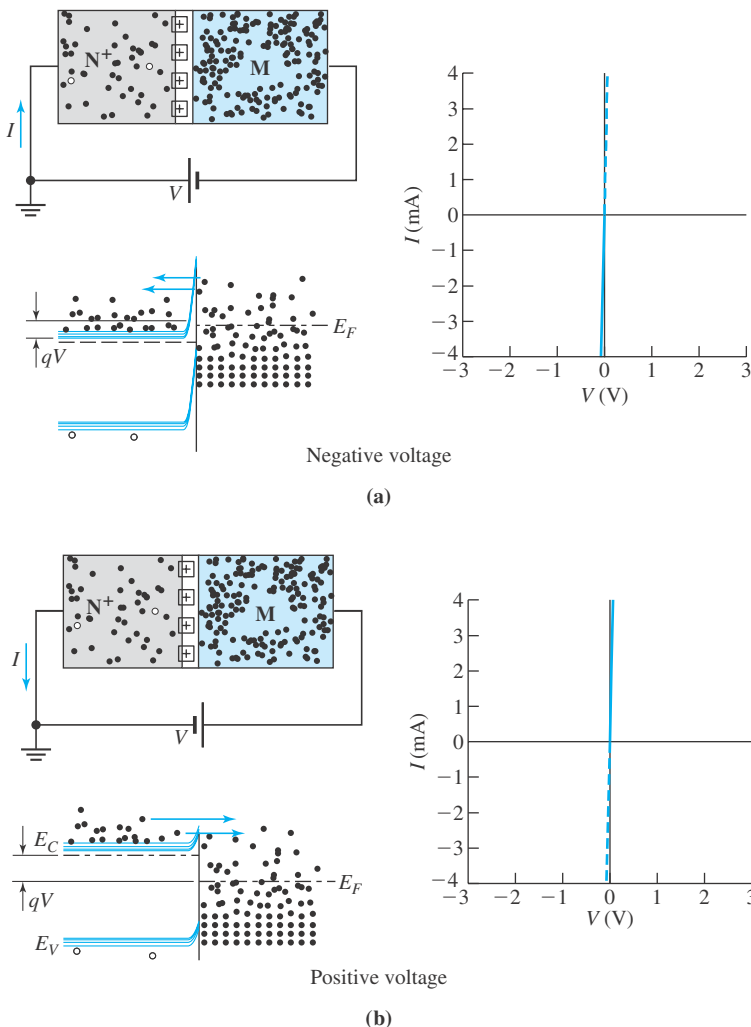 N+
M
I
V
E_F
qV
I (mA)
4
3
2
1
0
−1
−2
−3
−4
−3 −2 −1 0 1 2 3
V (V)
Negative voltage
(a)
N+
M
I
V
E_C
qV
E_F
E_V
I (mA)
4
3
2
1
0
−1
−2
−3
−4
−3 −2 −1 0 1 2 3
V (V)
Positive voltage
(b)